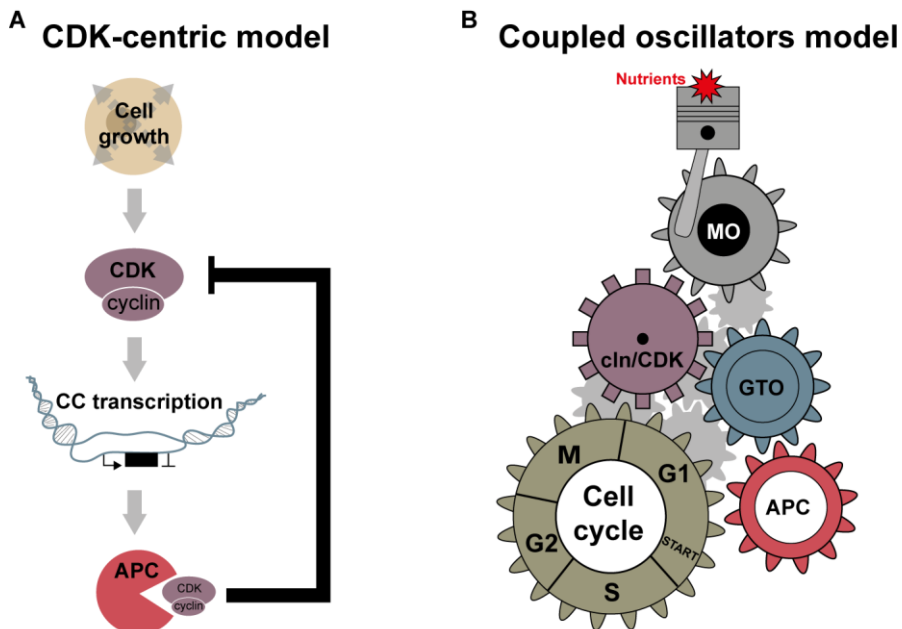 A
CDK-centric model
Cell
growth
CDK
cyclin
CC transcription
APC
CDK
cyclin
B
Coupled oscillators model
Nutrients
MO
cln/CDK
GTO
M
G1
Cell
cycle
G2
START
S
APC